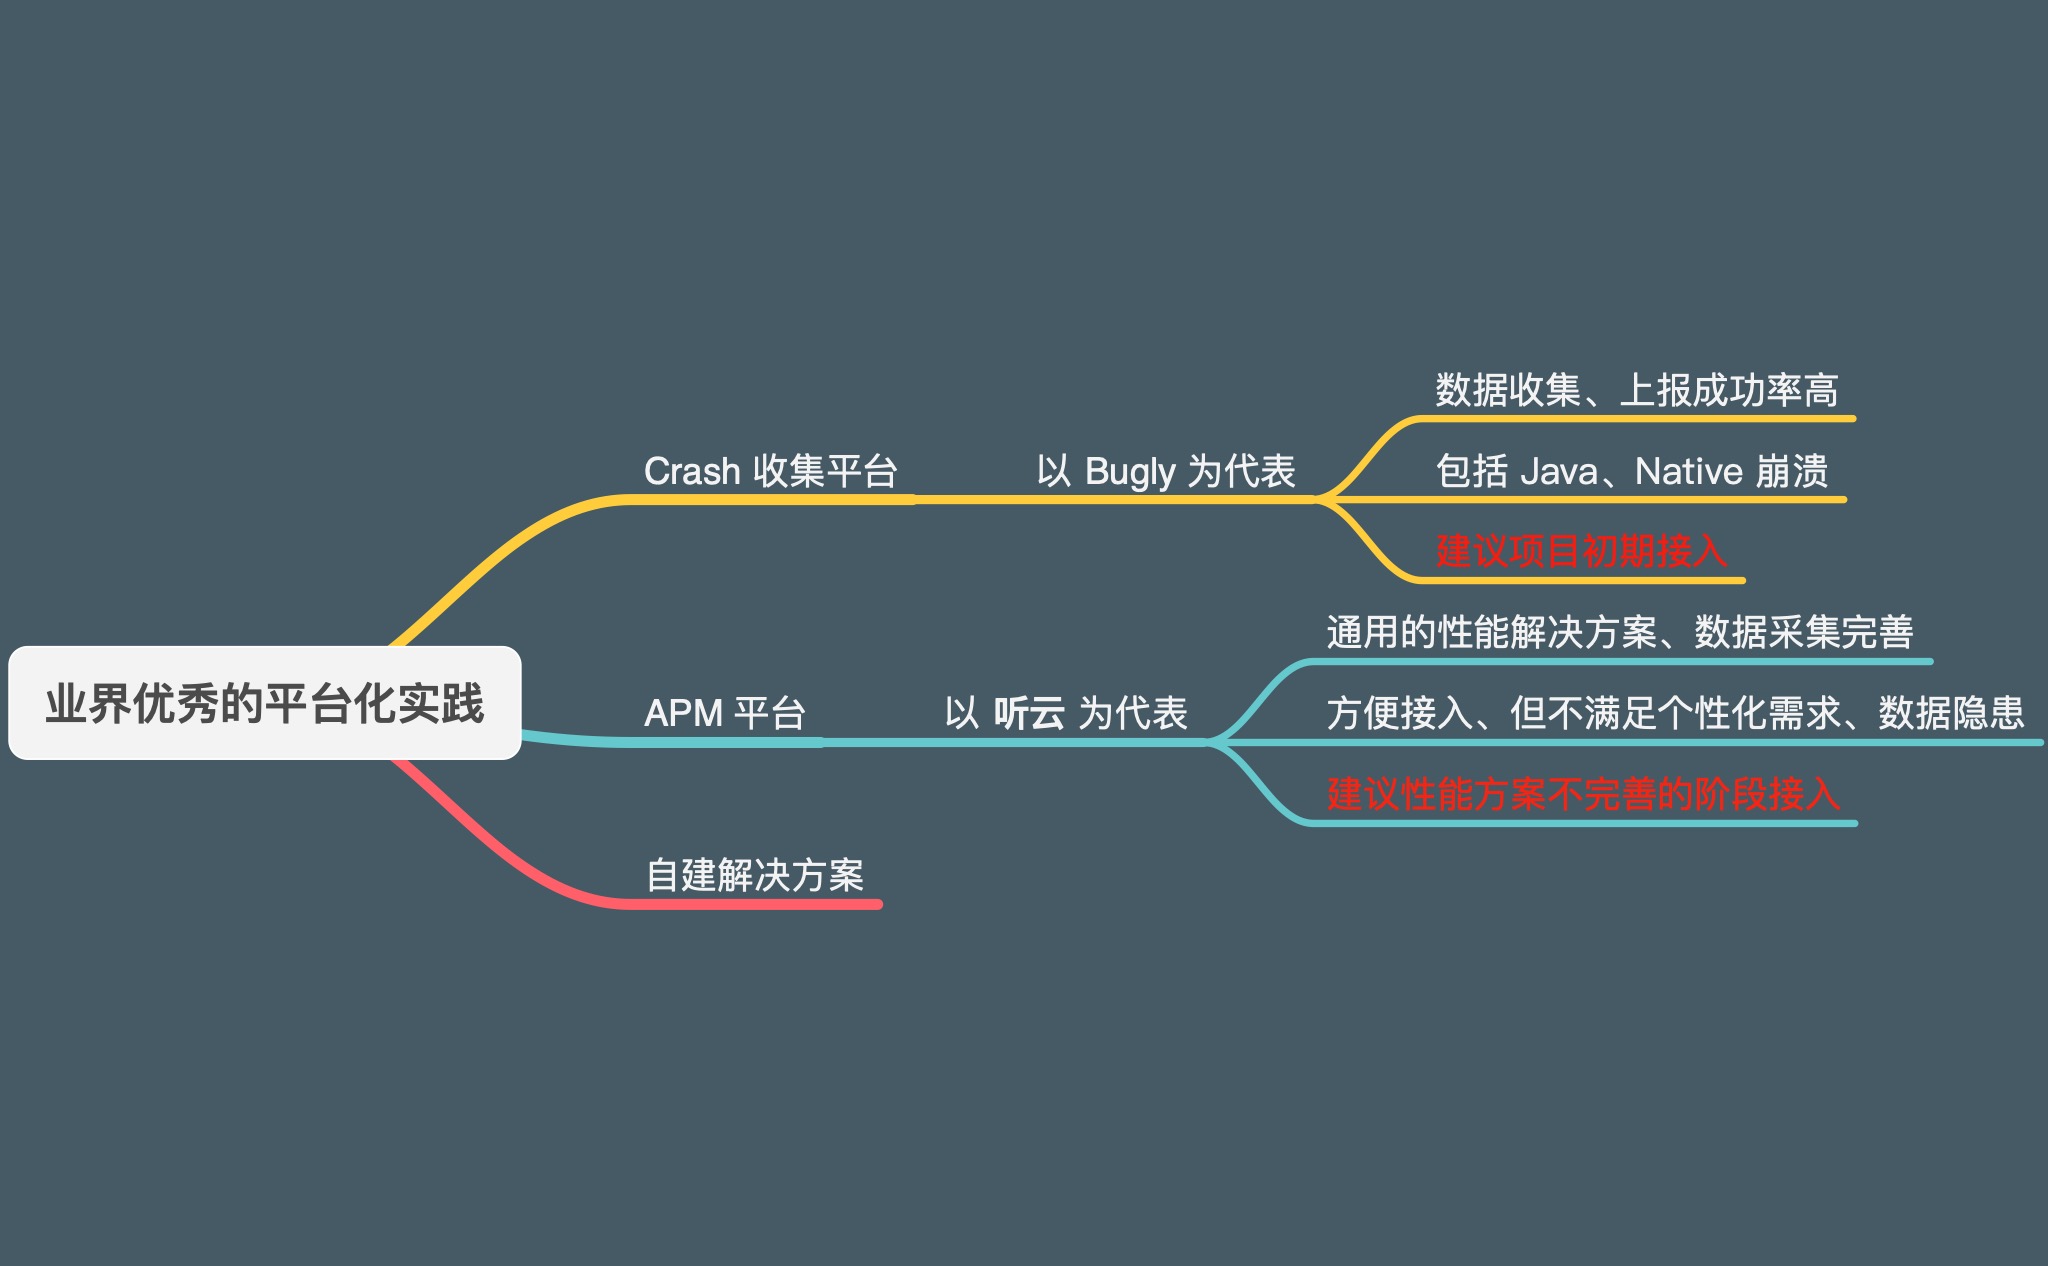 业界优秀的平台化实践
Crash 收集平台
以 Bugly 为代表
数据收集、上报成功率高
包括 Java、Native 崩溃
建议项目初期接入
APM 平台
以 听云 为代表
通用的性能解决方案、数据采集完善
方便接入、但不满足个性化需求、数据隐患
建议性能方案不完善的阶段接入
自建解决方案